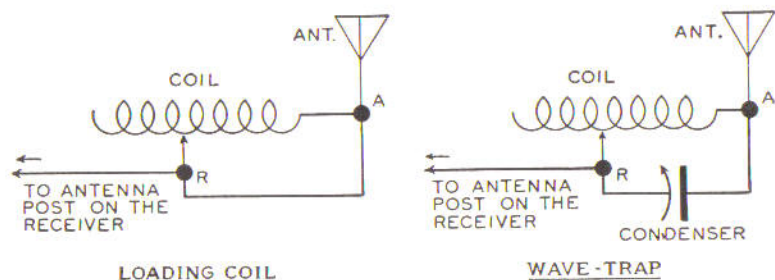 ANT.
COIL
A
R
TO ANTENNA
POST ON THE
RECEIVER
LOADING COIL
ANT.
COIL
A
R
TO ANTENNA
POST ON THE
RECEIVER
CONDENSER
WAVE-TRAP